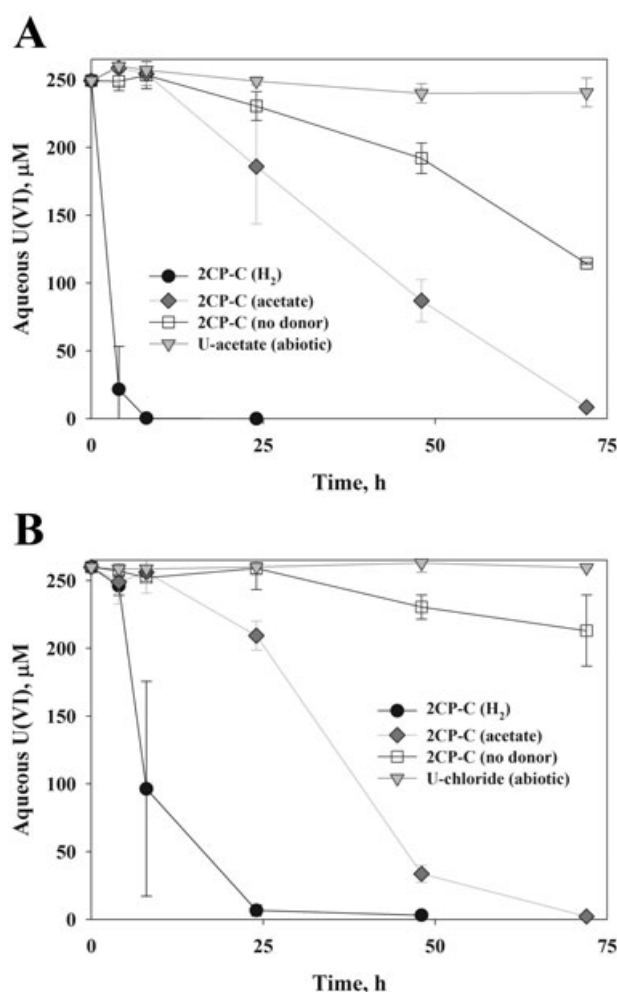 A
Aqueous U(VI), μM
250
200
150
100
50
0
2CP-C (H₂)
2CP-C (acetate)
2CP-C (no donor)
U-acetate (abiotic)
0
25
50
75
Time, h
B
Aqueous U(VI), μM
250
200
150
100
50
0
2CP-C (H₂)
2CP-C (acetate)
2CP-C (no donor)
U-chloride (abiotic)
0
25
50
75
Time, h